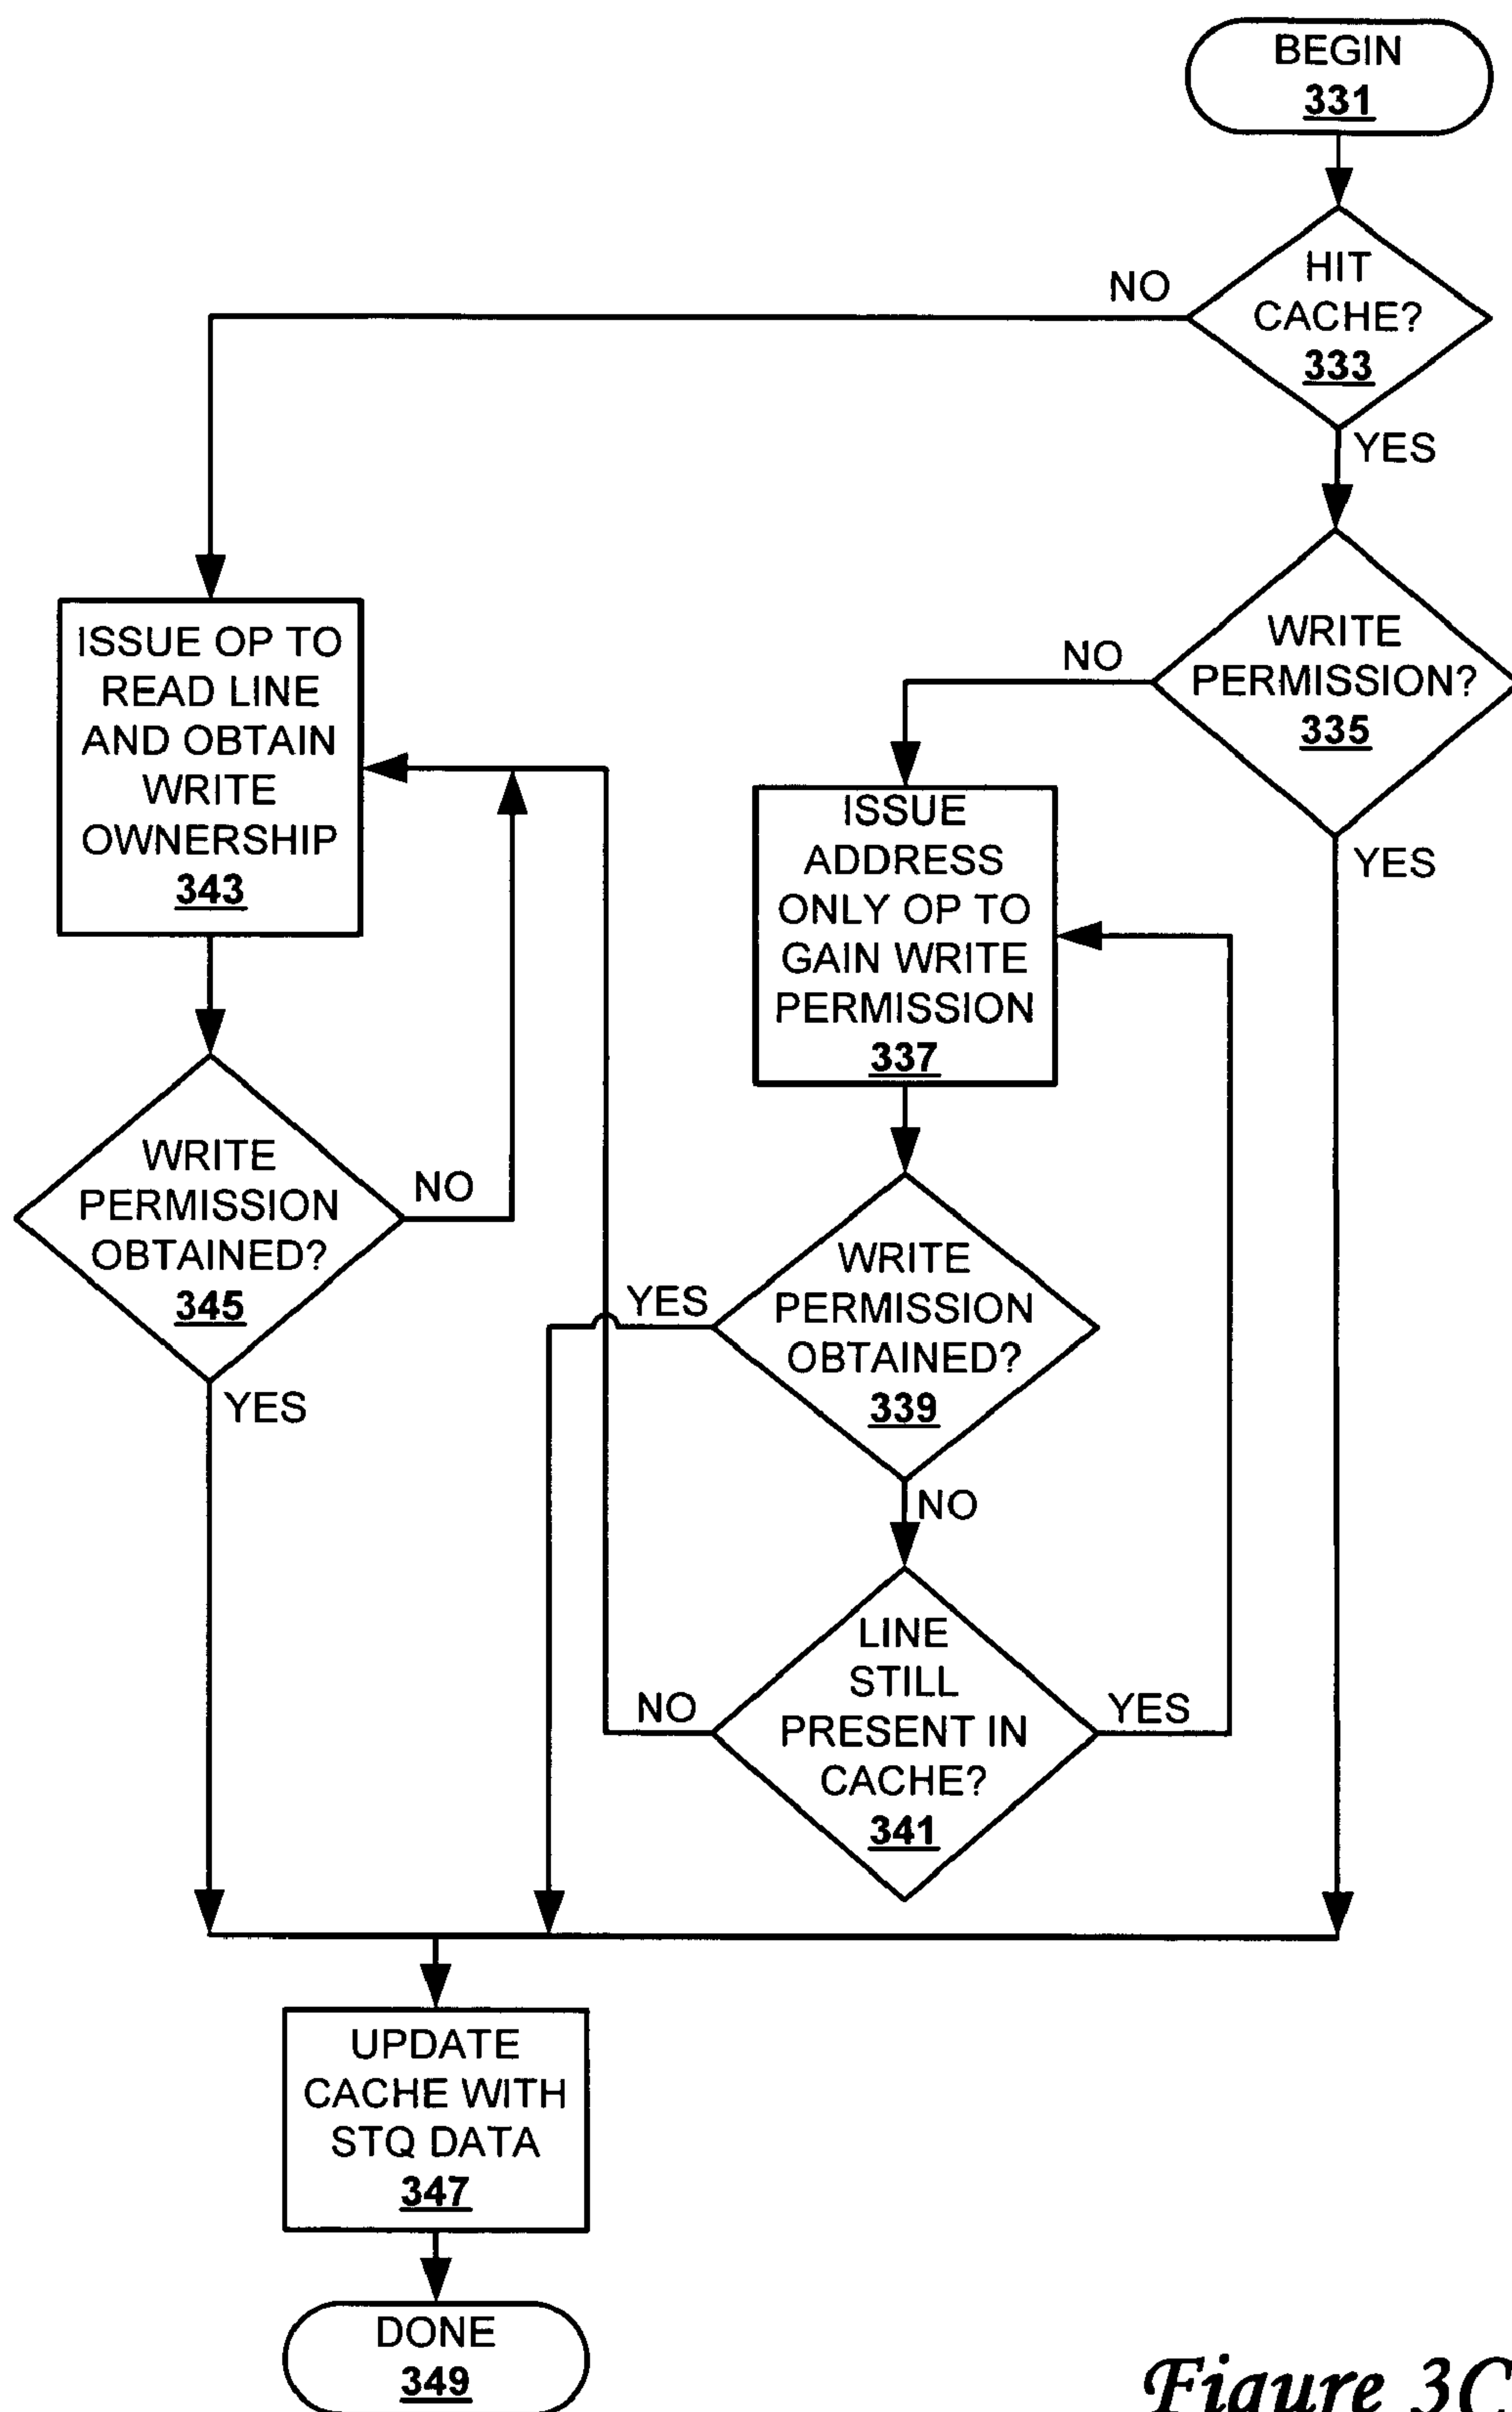 BEGIN
331
HIT
CACHE?
333
NO
YES
WRITE
PERMISSION?
335
NO
YES
ISSUE OP TO
READ LINE
AND OBTAIN
WRITE
OWNERSHIP
343
ISSUE
ADDRESS
ONLY OP TO
GAIN WRITE
PERMISSION
337
WRITE
PERMISSION
OBTAINED?
345
NO
YES
WRITE
PERMISSION
OBTAINED?
339
YES
NO
LINE
STILL
PRESENT IN
CACHE?
341
NO
YES
UPDATE
CACHE WITH
STQ DATA
347
DONE
349
Figure 3C